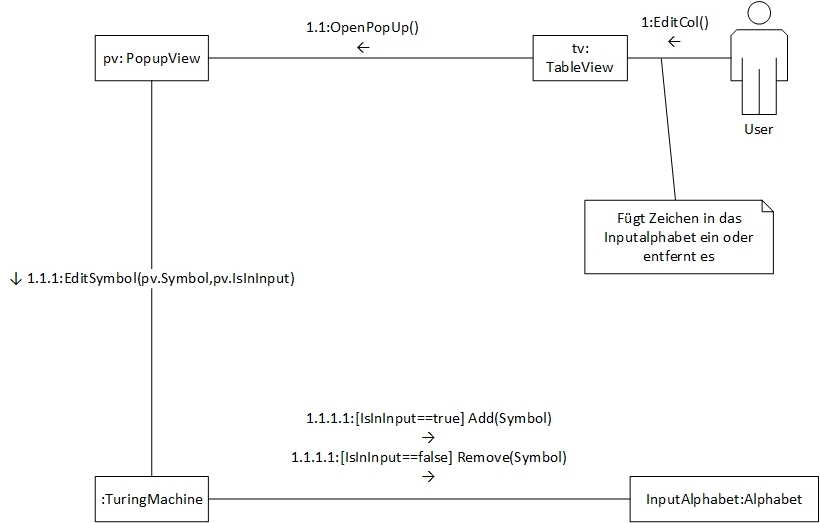 1.1:OpenPopUp()
←
1:EditCol()
←
pv: PopupView
tv:
TableView
User
Fügt Zeichen in das
Inputalphabet ein oder
entfernt es
↓ 1.1.1:EditSymbol(pv.Symbol,pv.IsInInput)
1.1.1.1:[IsInInput==true] Add(Symbol)
→
1.1.1.1:[IsInInput==false] Remove(Symbol)
→
:TuringMachine
InputAlphabet:Alphabet